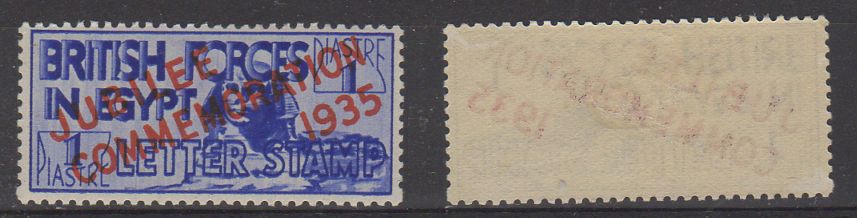 BRITISH FORCES
PIASTRE
1
IN EGYPT
JUBILEE
COMMEMORATION
1935
1
PIASTRE
LETTER STAMP